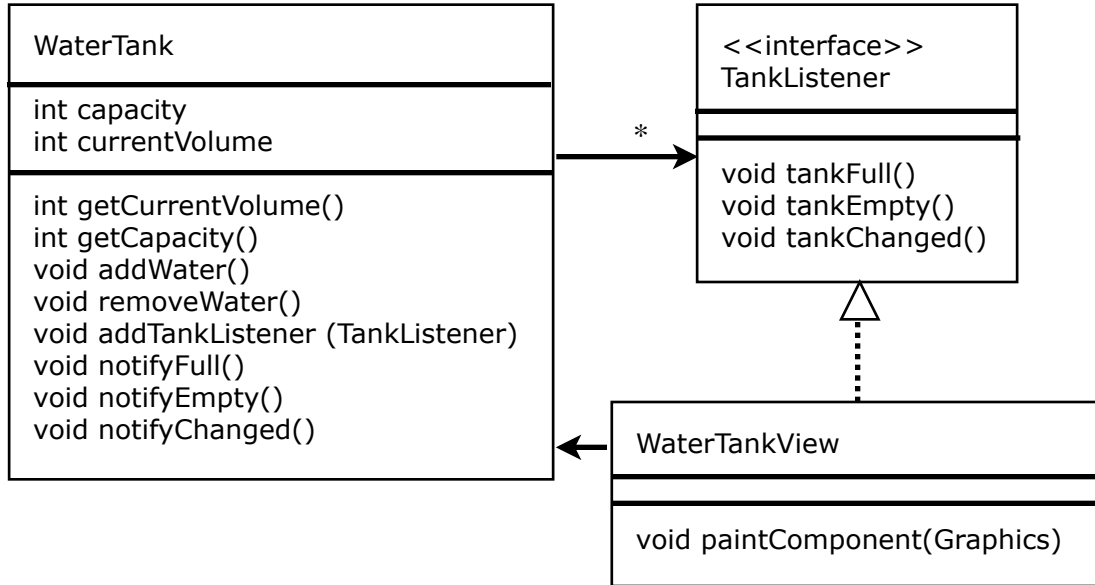 WaterTank
int capacity
int currentVolume
int getCurrentVolume()
int getCapacity()
void addWater()
void removeWater()
void addTankListener (TankListener)
void notifyFull()
void notifyEmpty()
void notifyChanged()
*
<<interface>>
TankListener
void tankFull()
void tankEmpty()
void tankChanged()
WaterTankView
void paintComponent(Graphics)